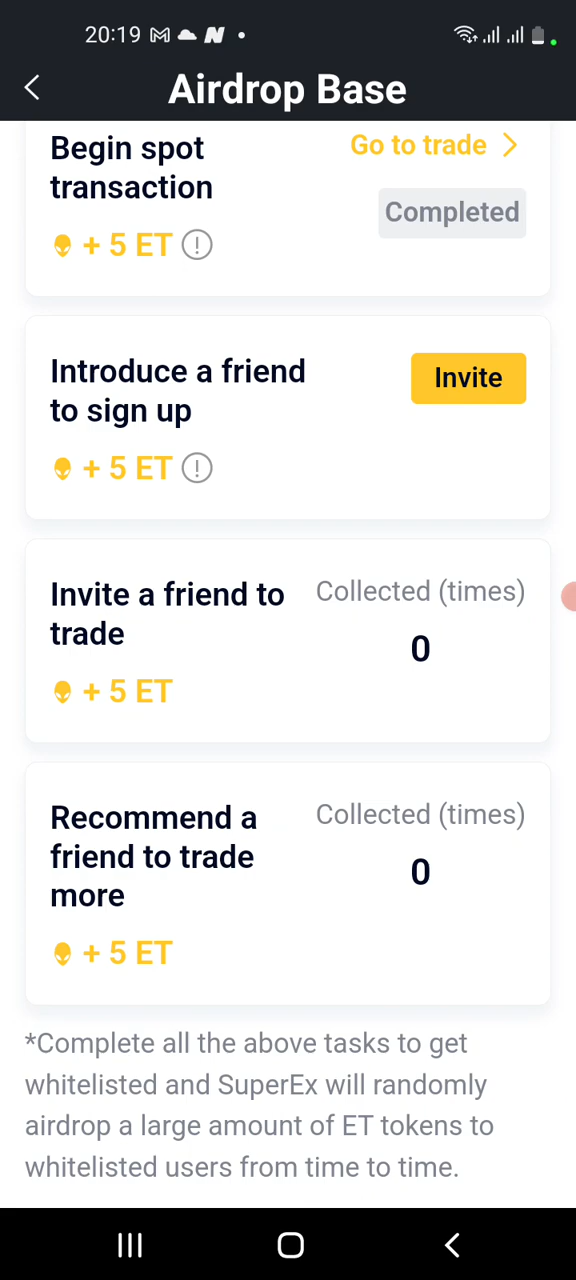 20:19
Airdrop Base
Begin spot
transaction
Go to trade
Completed
+ 5 ET
Introduce a friend
to sign up
Invite
+ 5 ET
Invite a friend to
trade
Collected (times)
0
+ 5 ET
Recommend a
friend to trade
more
Collected (times)
0
+ 5 ET
*Complete all the above tasks to get
whitelisted and SuperEx will randomly
airdrop a large amount of ET tokens to
whitelisted users from time to time.